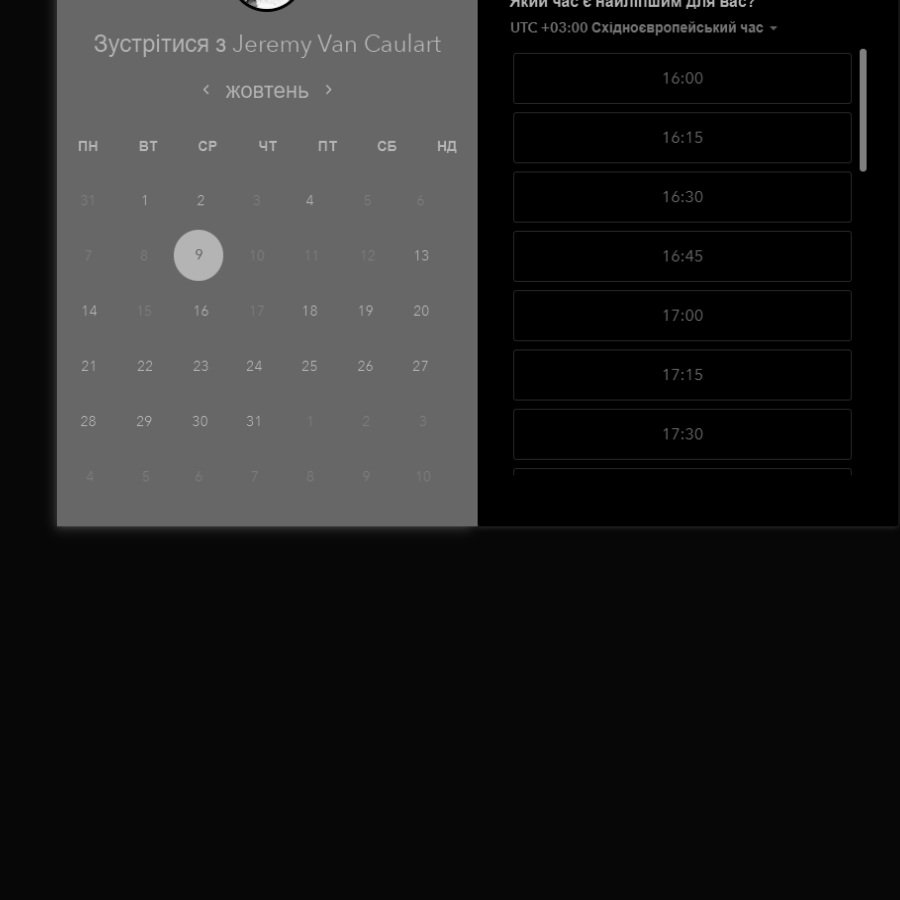 Зустрітися з Jeremy Van Caulart
жовтень
ПН ВТ СР ЧТ ПТ СБ НД
31 1 2 3 4 5 6
7 8 9 10 11 12 13
14 15 16 17 18 19 20
21 22 23 24 25 26 27
28 29 30 31 1 2 3
4 5 6 7 8 9 10
Який час є найліпшим для вас?
UTC +03:00 Східноєвропейський час
16:00
16:15
16:30
16:45
17:00
17:15
17:30